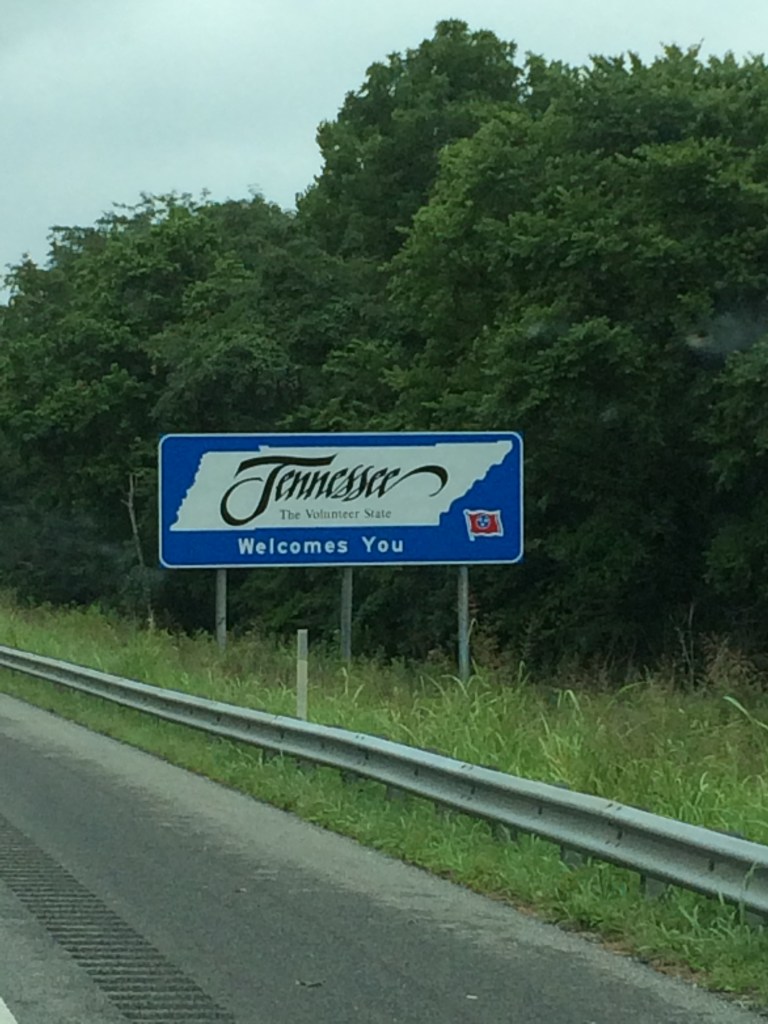 Tennessee
The Volunteer State
Welcomes You